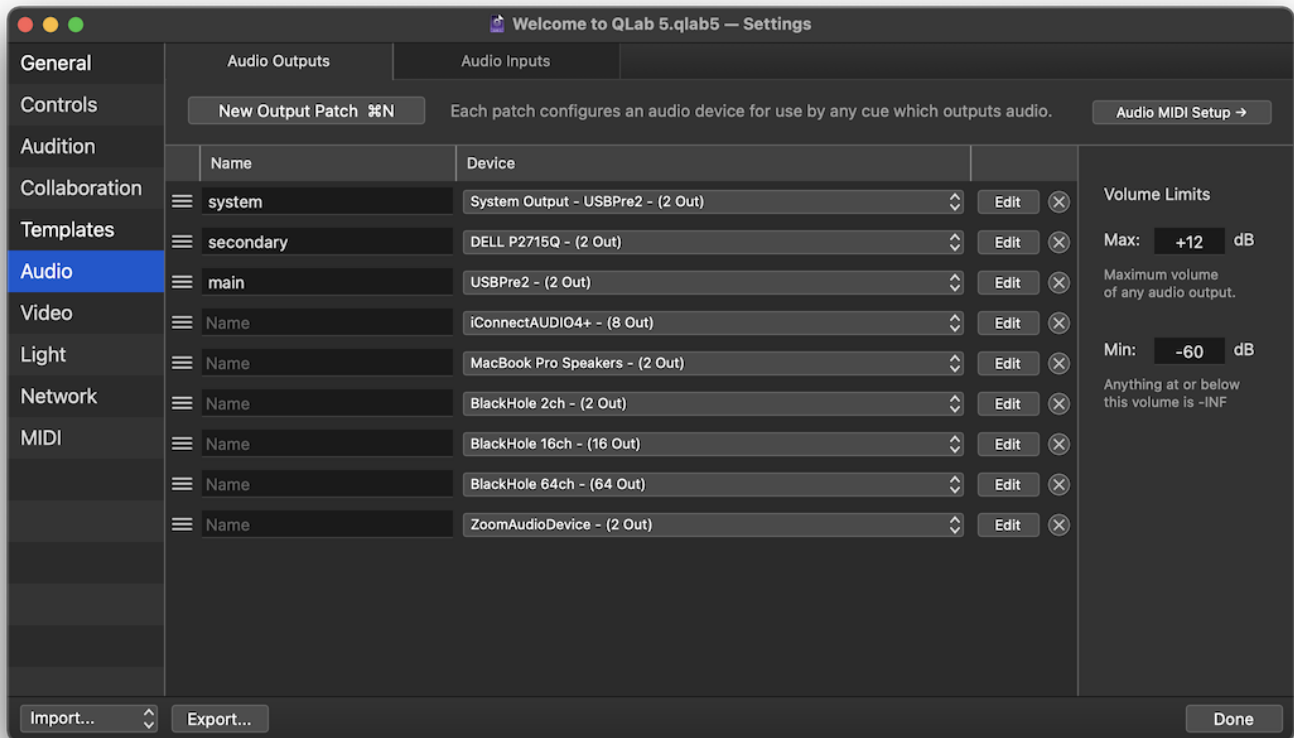 Welcome to QLab 5.qlab5 — Settings
General
Controls
Audition
Collaboration
Templates
Audio
Video
Light
Network
MIDI
Audio Outputs
Audio Inputs
New Output Patch ⌘N
Each patch configures an audio device for use by any cue which outputs audio.
Audio MIDI Setup →
Name
Device
system
System Output - USBPre2 - (2 Out)
Edit
secondary
DELL P2715Q - (2 Out)
Edit
main
USBPre2 - (2 Out)
Edit
Name
iConnectAUDIO4+ - (8 Out)
Edit
Name
MacBook Pro Speakers - (2 Out)
Edit
Name
BlackHole 2ch - (2 Out)
Edit
Name
BlackHole 16ch - (16 Out)
Edit
Name
BlackHole 64ch - (64 Out)
Edit
Name
ZoomAudioDevice - (2 Out)
Edit
Volume Limits
Max: +12 dB
Maximum volume
of any audio output.
Min: -60 dB
Anything at or below
this volume is -INF
Import...
Export...
Done